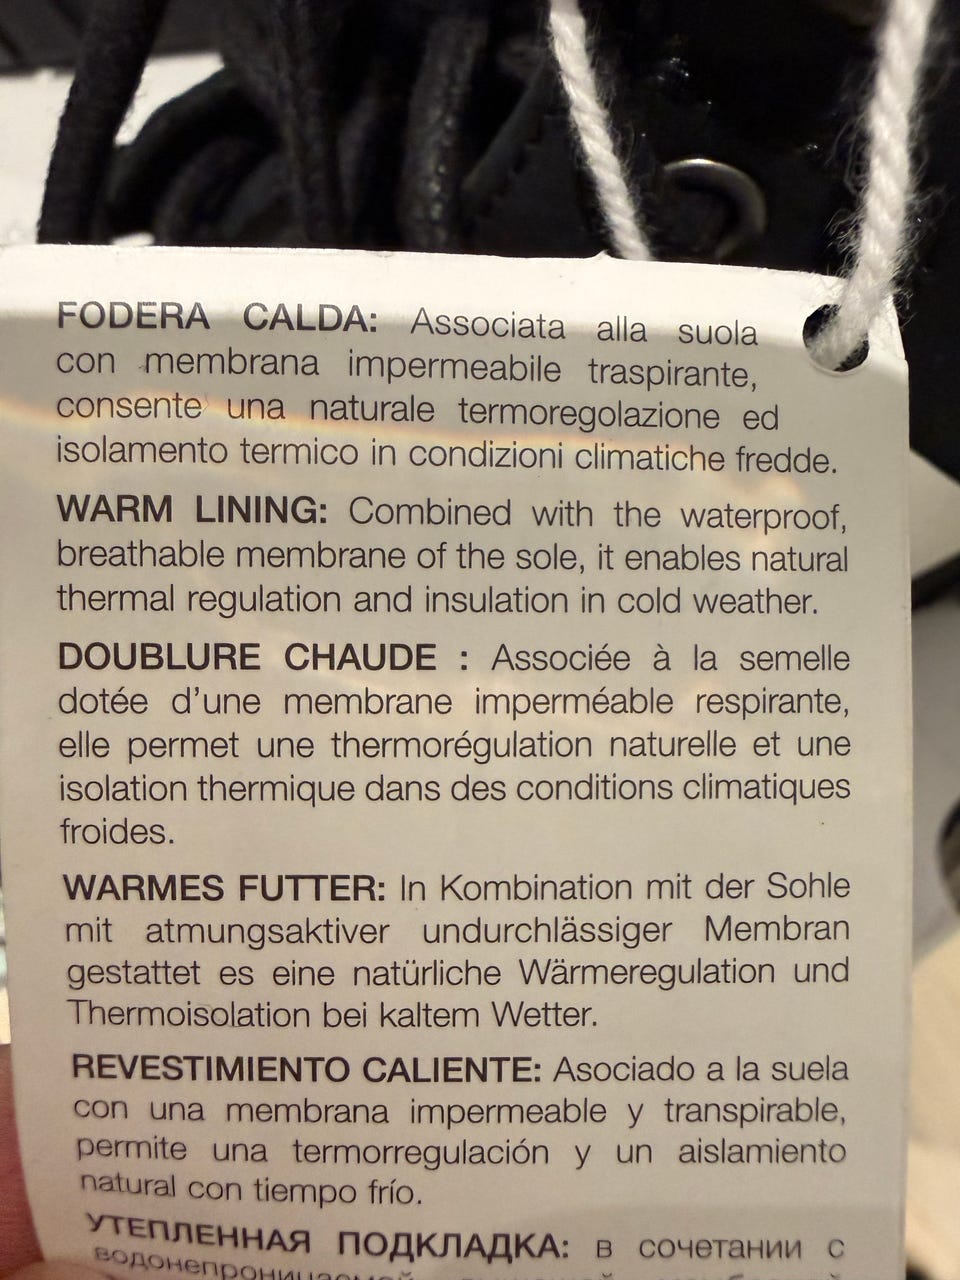 FODERA CALDA: Associata alla suola
con membrana impermeabile traspirante,
consente una naturale termoregolazione ed
isolamento termico in condizioni climatiche fredde.
WARM LINING: Combined with the waterproof,
breathable membrane of the sole, it enables natural
thermal regulation and insulation in cold weather.
DOUBLURE CHAUDE : Associée à la semelle
dotée d'une membrane imperméable respirante,
elle permet une thermorégulation naturelle et une
isolation thermique dans des conditions climatiques
froides.
WARMES FUTTER: In Kombination mit der Sohle
mit atmungsaktiver undurchlässiger Membran
gestattet es eine natürliche Wärmeregulation und
Thermoisolation bei kaltem Wetter.
REVESTIMIENTO CALIENTE: Asociado a la suela
con una membrana impermeable y transpirable,
permite una termorregulación y un aislamiento
natural con tiempo frío.
УТЕПЛЕННАЯ ПОДКЛАДКА: в сочетании с
водонепроницаемой